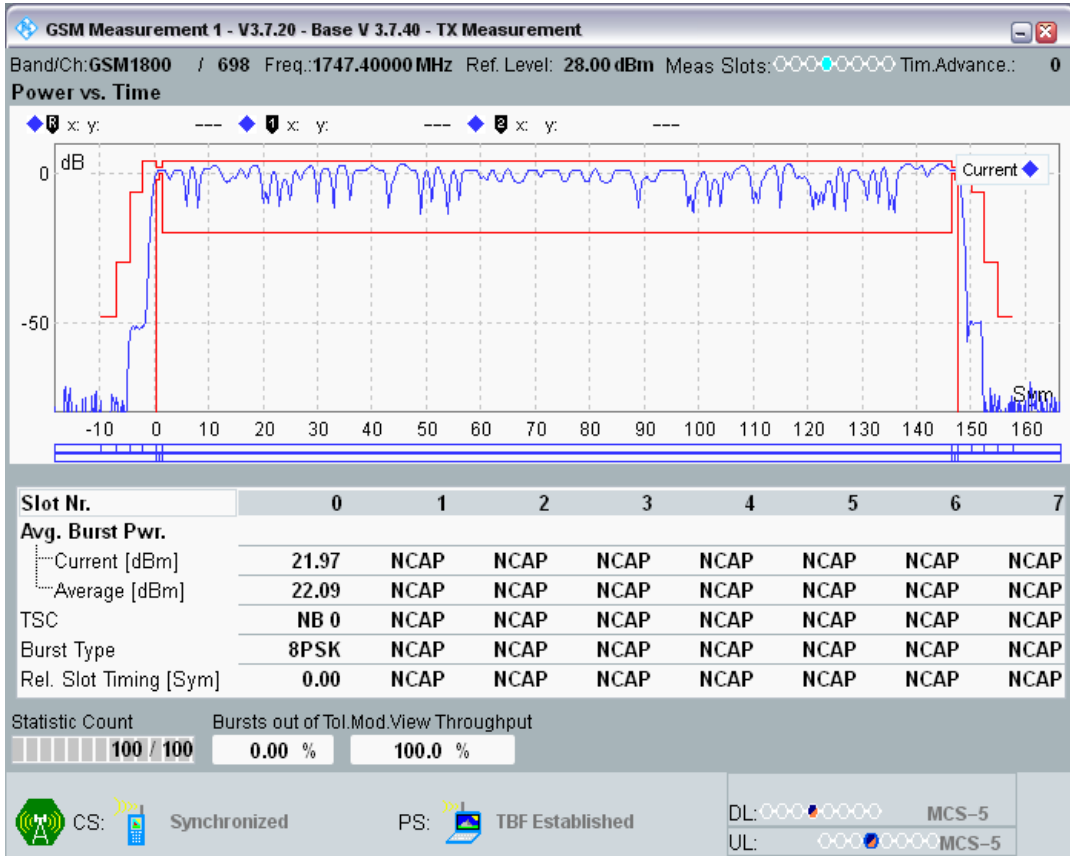 GSM Measurement 1 - V3.7.20 - Base V 3.7.40 - TX Measurement
Band/Ch:GSM1800 / 698 Freq.:1747.40000 MHz Ref. Level: 28.00 dBm Meas Slots: Tim.Advance.: 0
Power vs. Time
R x: y: --- 1 x: y: --- 2 x: y: ---
dB
Current
0
-50
Sym
-10 0 10 20 30 40 50 60 70 80 90 100 110 120 130 140 150 160
Slot Nr. 0 1 2 3 4 5 6 7
Avg. Burst Pwr.
Current [dBm] 21.97 NCAP NCAP NCAP NCAP NCAP NCAP NCAP
Average [dBm] 22.09 NCAP NCAP NCAP NCAP NCAP NCAP NCAP
TSC NB 0 NCAP NCAP NCAP NCAP NCAP NCAP NCAP
Burst Type 8PSK NCAP NCAP NCAP NCAP NCAP NCAP NCAP
Rel. Slot Timing [Sym] 0.00 NCAP NCAP NCAP NCAP NCAP NCAP NCAP
Statistic Count Bursts out of Tol. Mod.View Throughput
100 / 100 0.00 % 100.0 %
CS: Synchronized PS: TBF Established
DL: MCS-5
UL: MCS-5